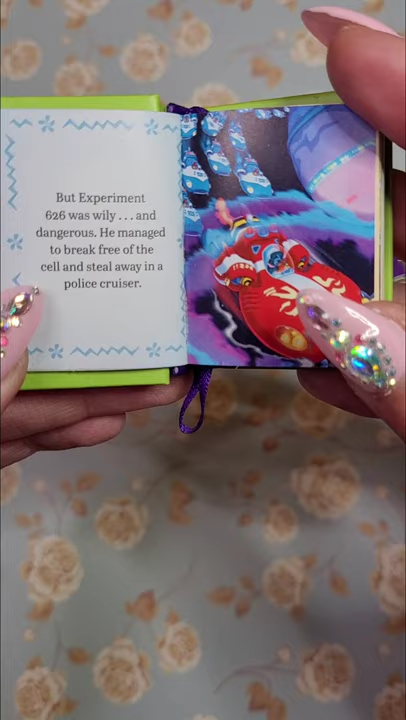 But Experiment
626 was wily . . . and
dangerous. He managed
to break free of the
cell and steal away in a
police cruiser.